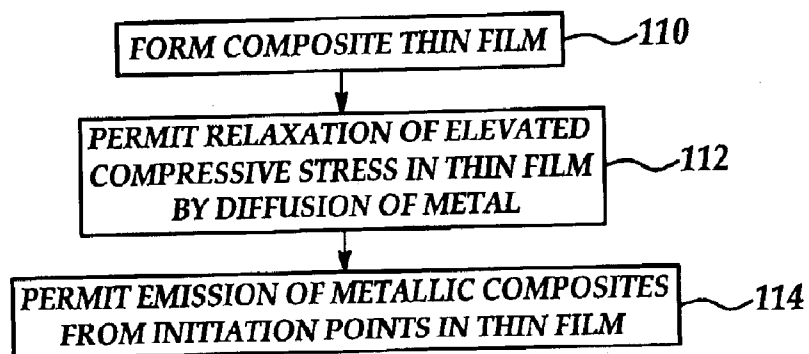 FORM COMPOSITE THIN FILM
110
PERMIT RELAXATION OF ELEVATED
COMPRESSIVE STRESS IN THIN FILM
BY DIFFUSION OF METAL
112
PERMIT EMISSION OF METALLIC COMPOSITES
FROM INITIATION POINTS IN THIN FILM
114